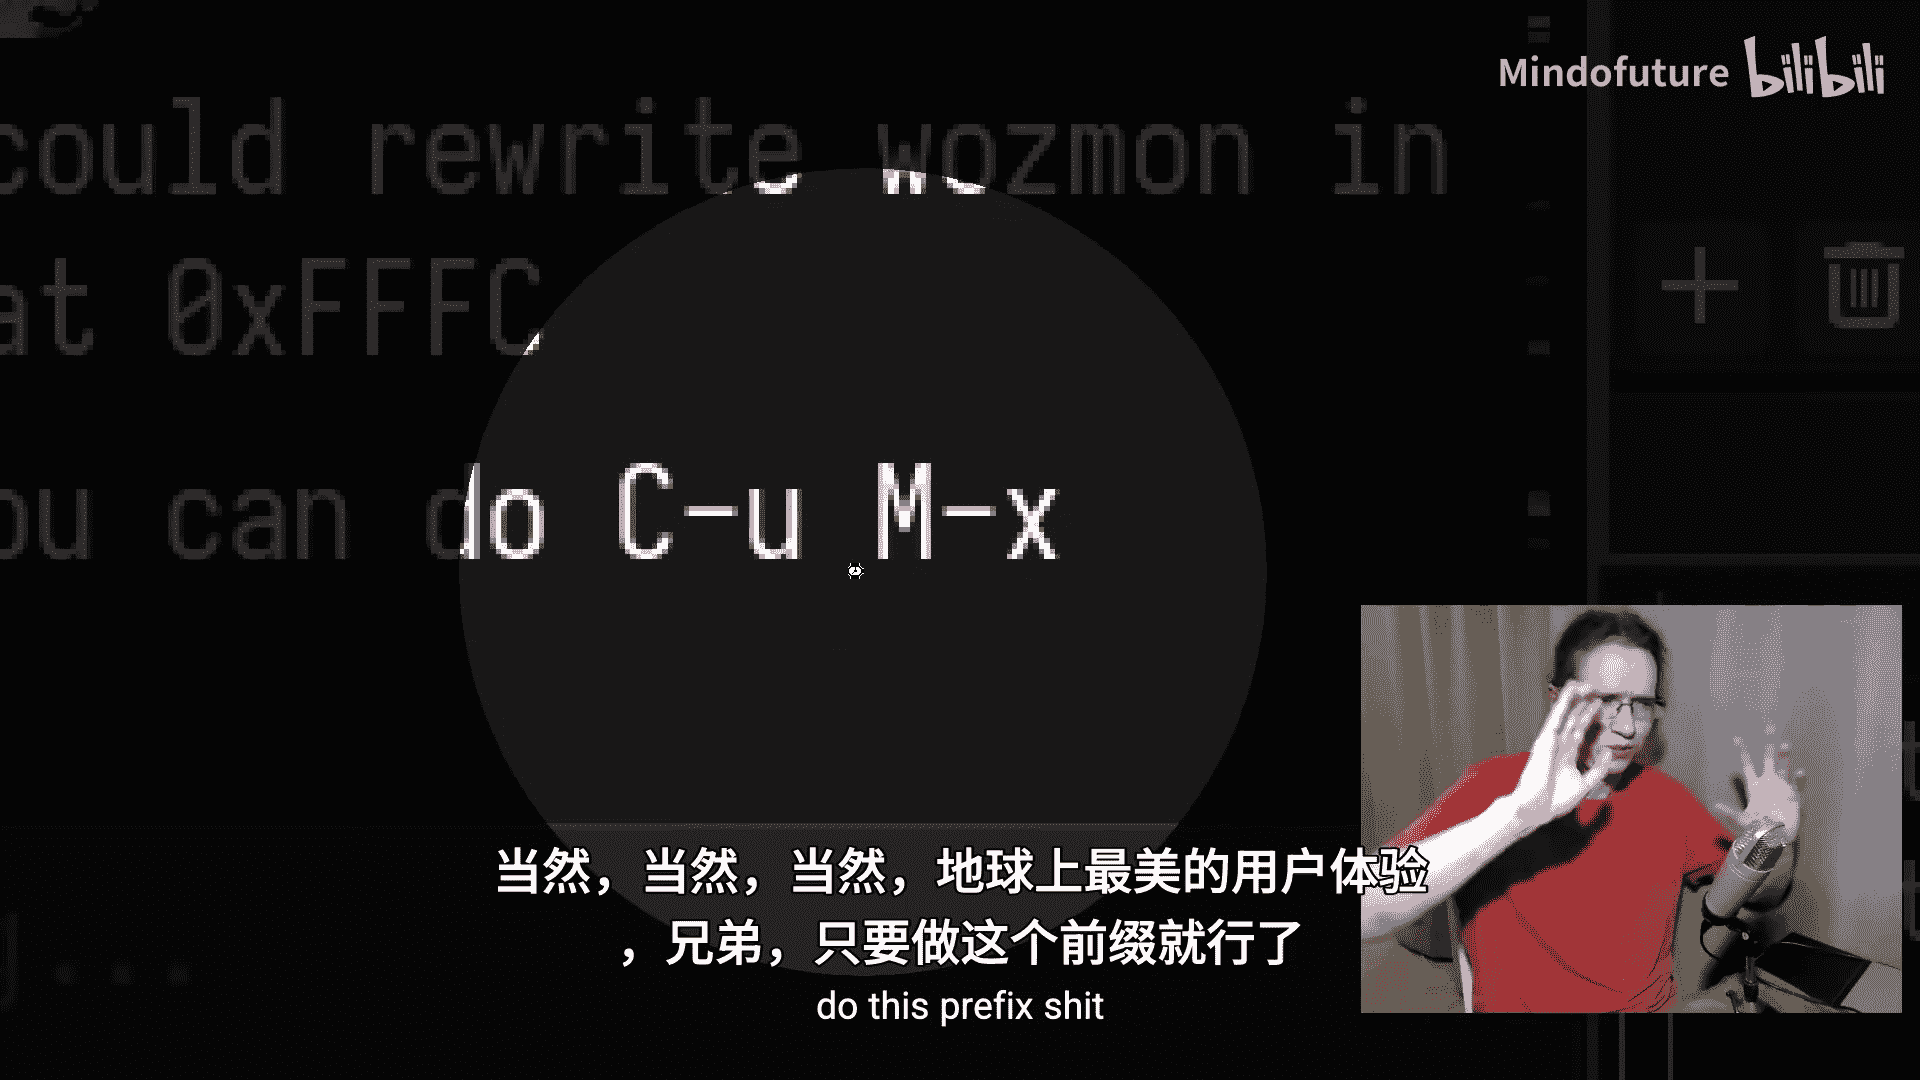 Mindofuture bilibili
could rewrite wozmon in
at 0xFFFC
ou can do C-u M-x
当然，当然，当然，地球上最美的用户体验
，兄弟，只要做这个前缀就行了
do this prefix shit